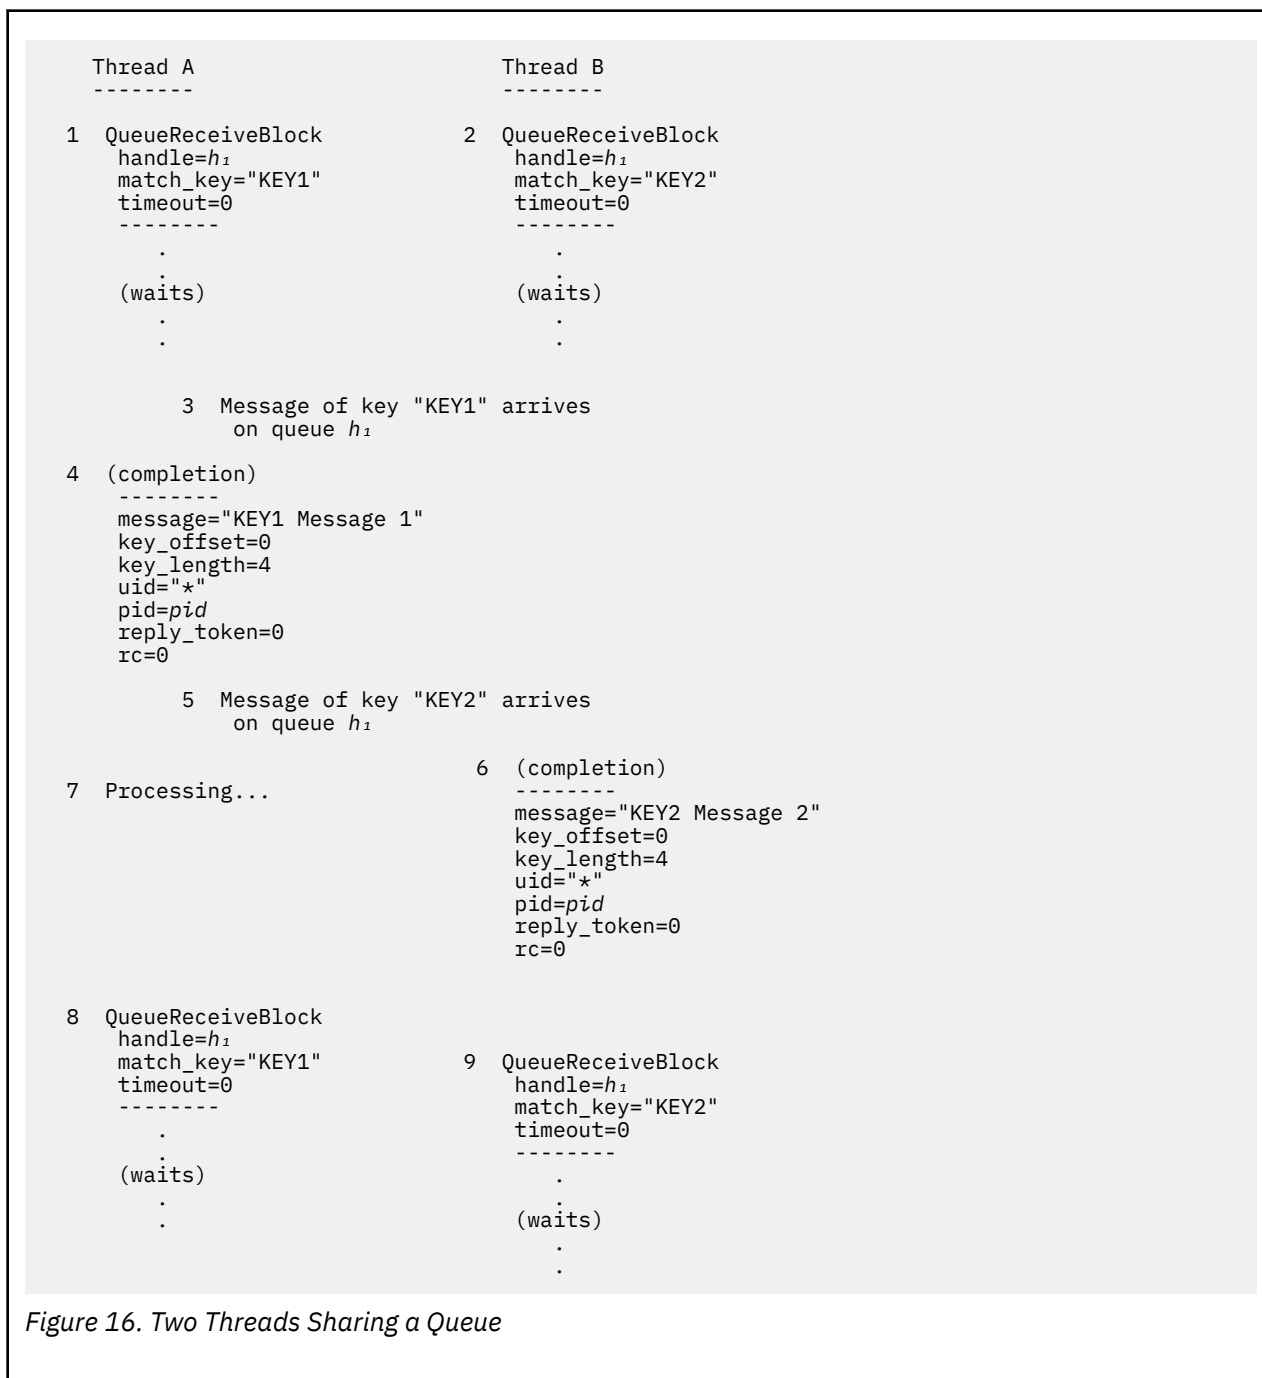 Thread A                        Thread B
--------                        --------
1  QueueReceiveBlock           2  QueueReceiveBlock
    handle=h₁                      handle=h₁
    match_key="KEY1"               match_key="KEY2"
    timeout=0                      timeout=0
    --------                       --------
       .                              .
       .                              .
    (waits)                        (waits)
       .                              .
       .                              .
         3  Message of key "KEY1" arrives
             on queue h₁
4  (completion)
    --------
    message="KEY1 Message 1"
    key_offset=0
    key_length=4
    uid="*"
    pid=pid
    reply_token=0
    rc=0
         5  Message of key "KEY2" arrives
             on queue h₁
                                6  (completion)
7  Processing...                   --------
                                   message="KEY2 Message 2"
                                   key_offset=0
                                   key_length=4
                                   uid="*"
                                   pid=pid
                                   reply_token=0
                                   rc=0
8  QueueReceiveBlock
    handle=h₁
    match_key="KEY1"           9  QueueReceiveBlock
    timeout=0                      handle=h₁
    --------                       match_key="KEY2"
       .                           timeout=0
       .                           --------
    (waits)                           .
       .                              .
       .                           (waits)
                                      .
                                      .
Figure 16. Two Threads Sharing a Queue